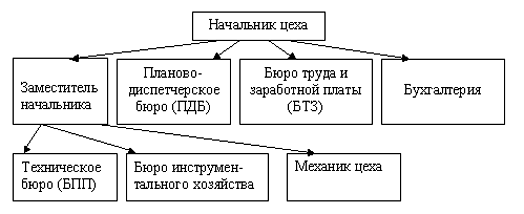 Начальник цеха
Заместитель
начальника
Планово-
диспетчерское
бюро (ПДБ)
Бюро труда и
заработной платы
(БТЗ)
Бухгалтерия
Техническое
бюро (БПП)
Бюро инструмен-
тального хозяйства
Механик цеха